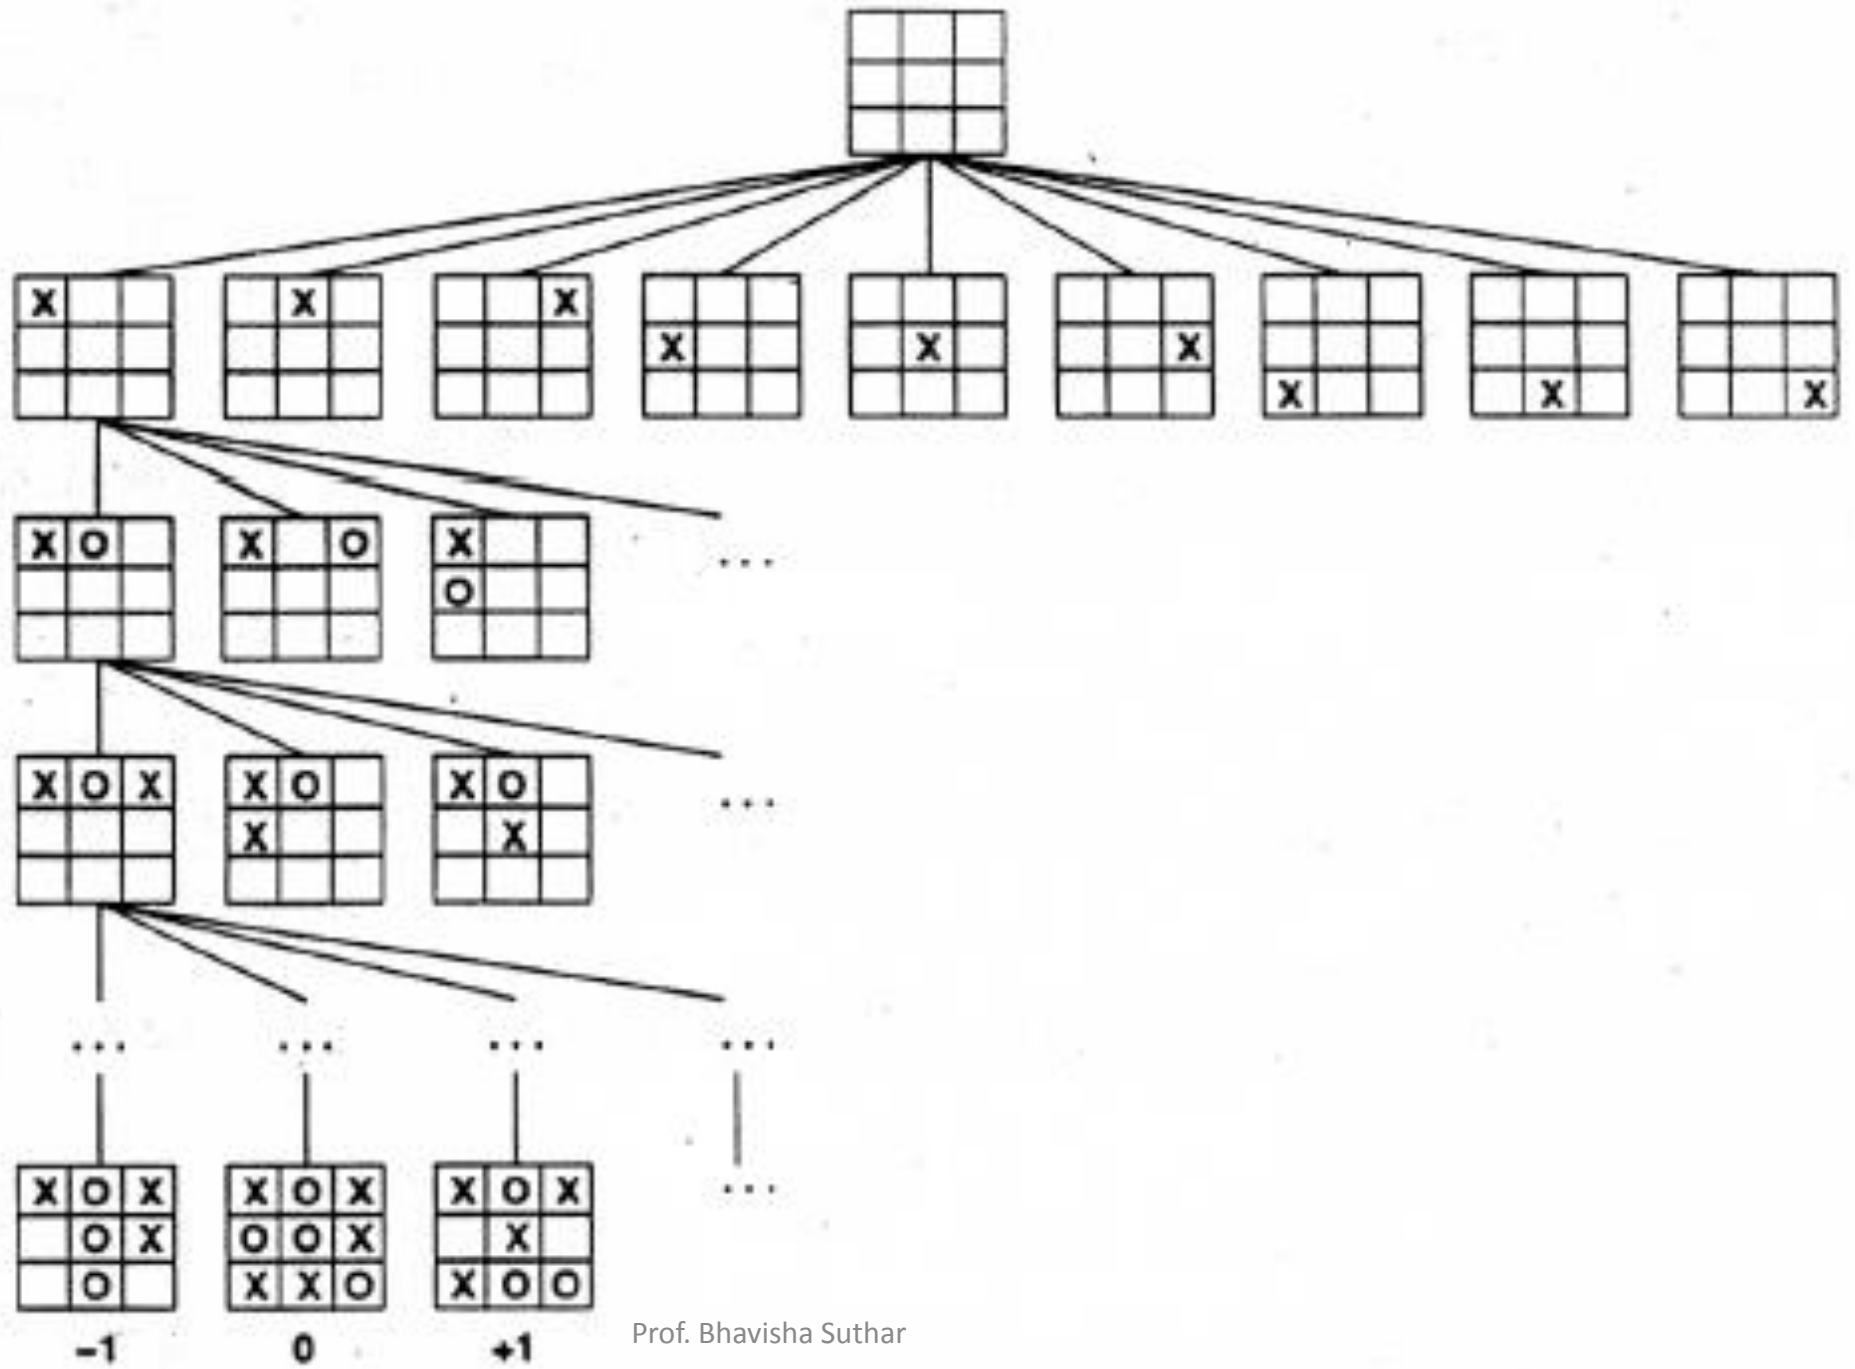 X X X X X X X X X
X O X O X
O
...
X O X X O X O
X X
...
... ... ... ...
X O X X O X X O X
O X O O X X
O X X O X O O
...
-1 0 +1
Prof. Bhavisha Suthar